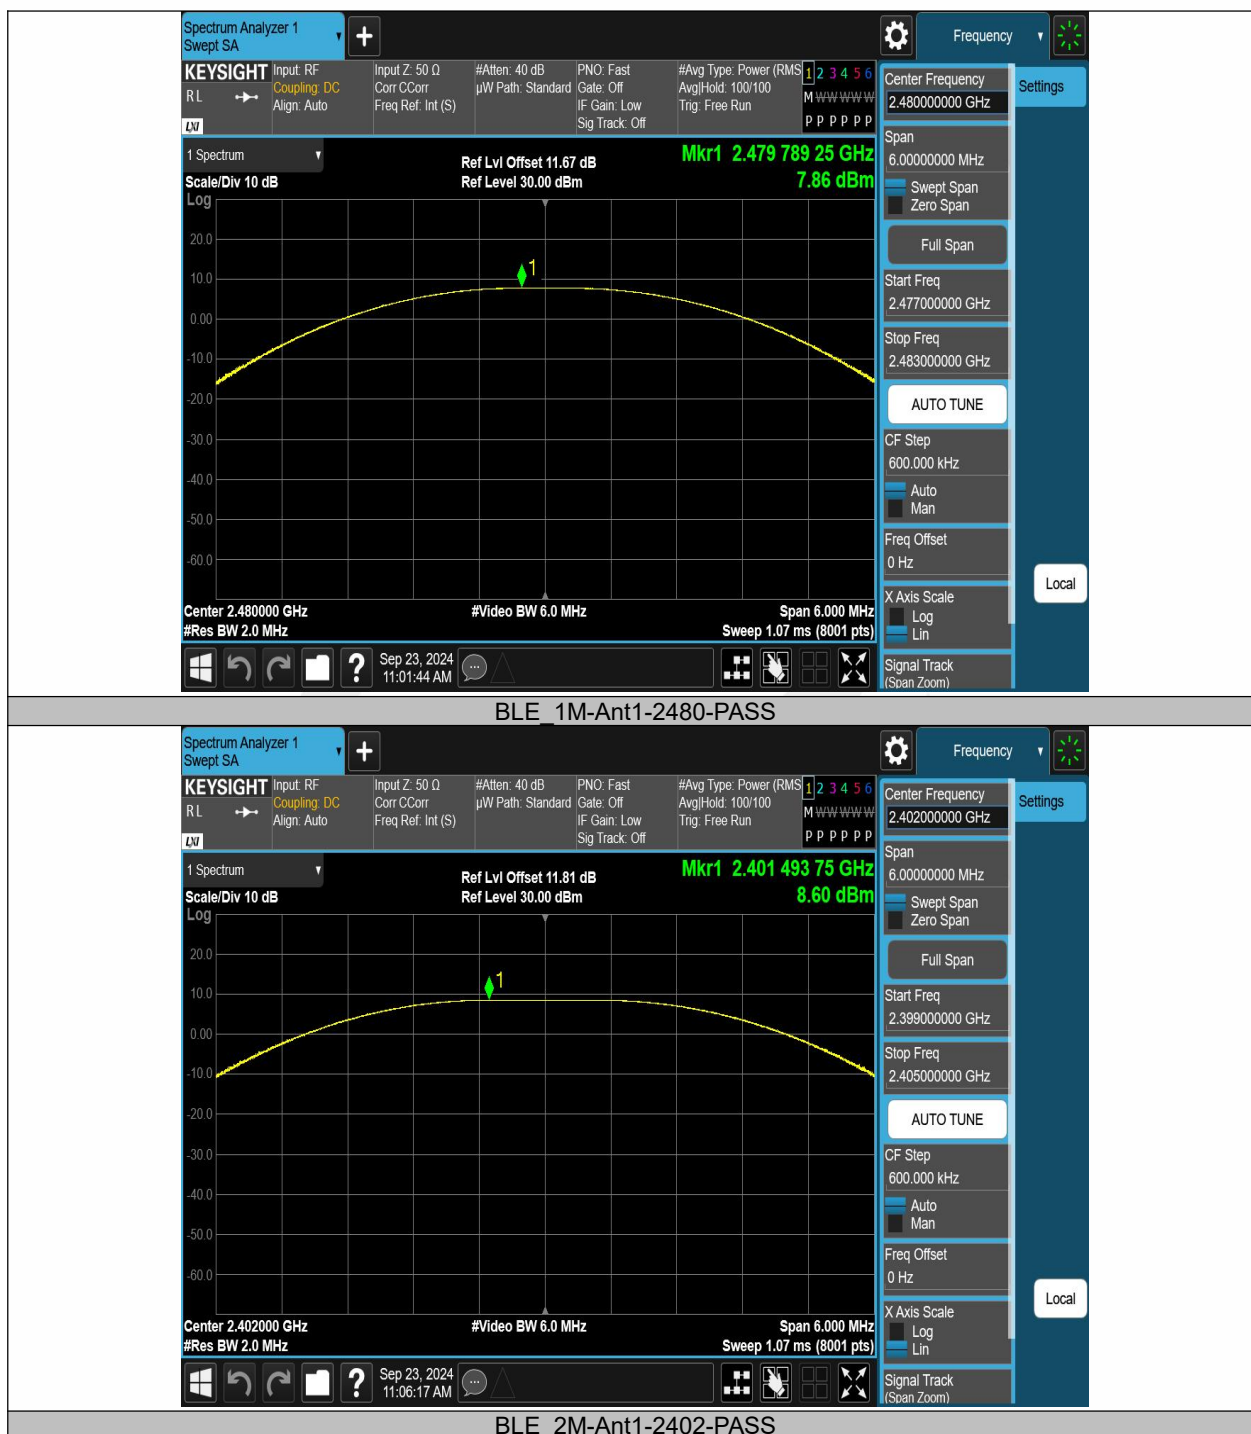 Spectrum Analyzer 1
Swept SA
Frequency
KEYSIGHT
R L
LXI
Input: RF
Coupling: DC
Align: Auto
Input Z: 50 Ω
Corr CCorr
Freq Ref: Int (S)
#Atten: 40 dB
µW Path: Standard
PNO: Fast
Gate: Off
IF Gain: Low
Sig Track: Off
#Avg Type: Power (RMS
Avg|Hold: 100/100
Trig: Free Run
1 2 3 4 5 6
M W W W W W
P P P P P P
Center Frequency
2.480000000 GHz
Settings
Span
6.00000000 MHz
Swept Span
Zero Span
Full Span
Start Freq
2.477000000 GHz
Stop Freq
2.483000000 GHz
AUTO TUNE
CF Step
600.000 kHz
Auto
Man
Freq Offset
0 Hz
X Axis Scale
Log
Lin
Signal Track
(Span Zoom)
Local
1 Spectrum
Scale/Div 10 dB
Log
Ref Lvl Offset 11.67 dB
Ref Level 30.00 dBm
Mkr1 2.479 789 25 GHz
7.86 dBm
1
20.0
10.0
0.00
-10.0
-20.0
-30.0
-40.0
-50.0
-60.0
Center 2.480000 GHz
#Res BW 2.0 MHz
#Video BW 6.0 MHz
Span 6.000 MHz
Sweep 1.07 ms (8001 pts)
?
Sep 23, 2024
11:01:44 AM
BLE_1M-Ant1-2480-PASS
Spectrum Analyzer 1
Swept SA
Frequency
KEYSIGHT
R L
LXI
Input: RF
Coupling: DC
Align: Auto
Input Z: 50 Ω
Corr CCorr
Freq Ref: Int (S)
#Atten: 40 dB
µW Path: Standard
PNO: Fast
Gate: Off
IF Gain: Low
Sig Track: Off
#Avg Type: Power (RMS
Avg|Hold: 100/100
Trig: Free Run
1 2 3 4 5 6
M W W W W W
P P P P P P
Center Frequency
2.402000000 GHz
Settings
Span
6.00000000 MHz
Swept Span
Zero Span
Full Span
Start Freq
2.399000000 GHz
Stop Freq
2.405000000 GHz
AUTO TUNE
CF Step
600.000 kHz
Auto
Man
Freq Offset
0 Hz
X Axis Scale
Log
Lin
Signal Track
(Span Zoom)
Local
1 Spectrum
Scale/Div 10 dB
Log
Ref Lvl Offset 11.81 dB
Ref Level 30.00 dBm
Mkr1 2.401 493 75 GHz
8.60 dBm
1
20.0
10.0
0.00
-10.0
-20.0
-30.0
-40.0
-50.0
-60.0
Center 2.402000 GHz
#Res BW 2.0 MHz
#Video BW 6.0 MHz
Span 6.000 MHz
Sweep 1.07 ms (8001 pts)
?
Sep 23, 2024
11:06:17 AM
BLE_2M-Ant1-2402-PASS